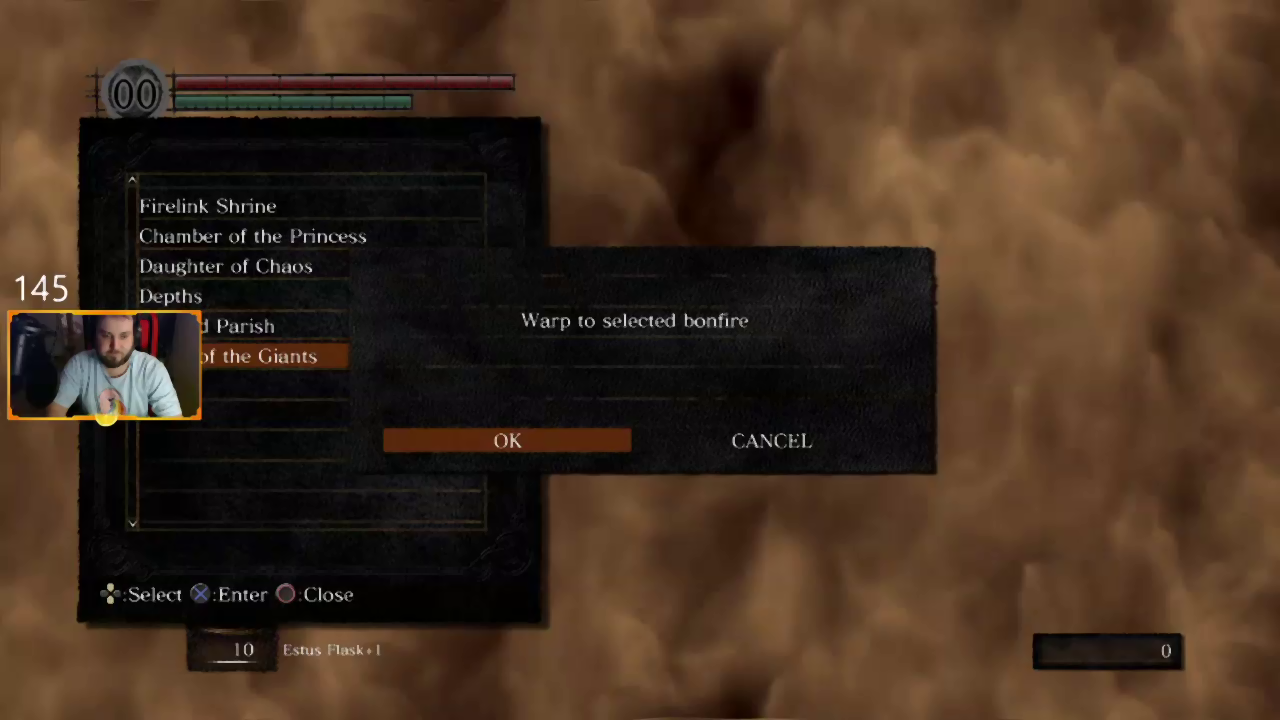 00
Firelink Shrine
Chamber of the Princess
Daughter of Chaos
145
Depths
Parish
Warp to selected bonfire
of the Giants
OK CANCEL
:Select :Enter :Close
10 Estus Flask+1
0